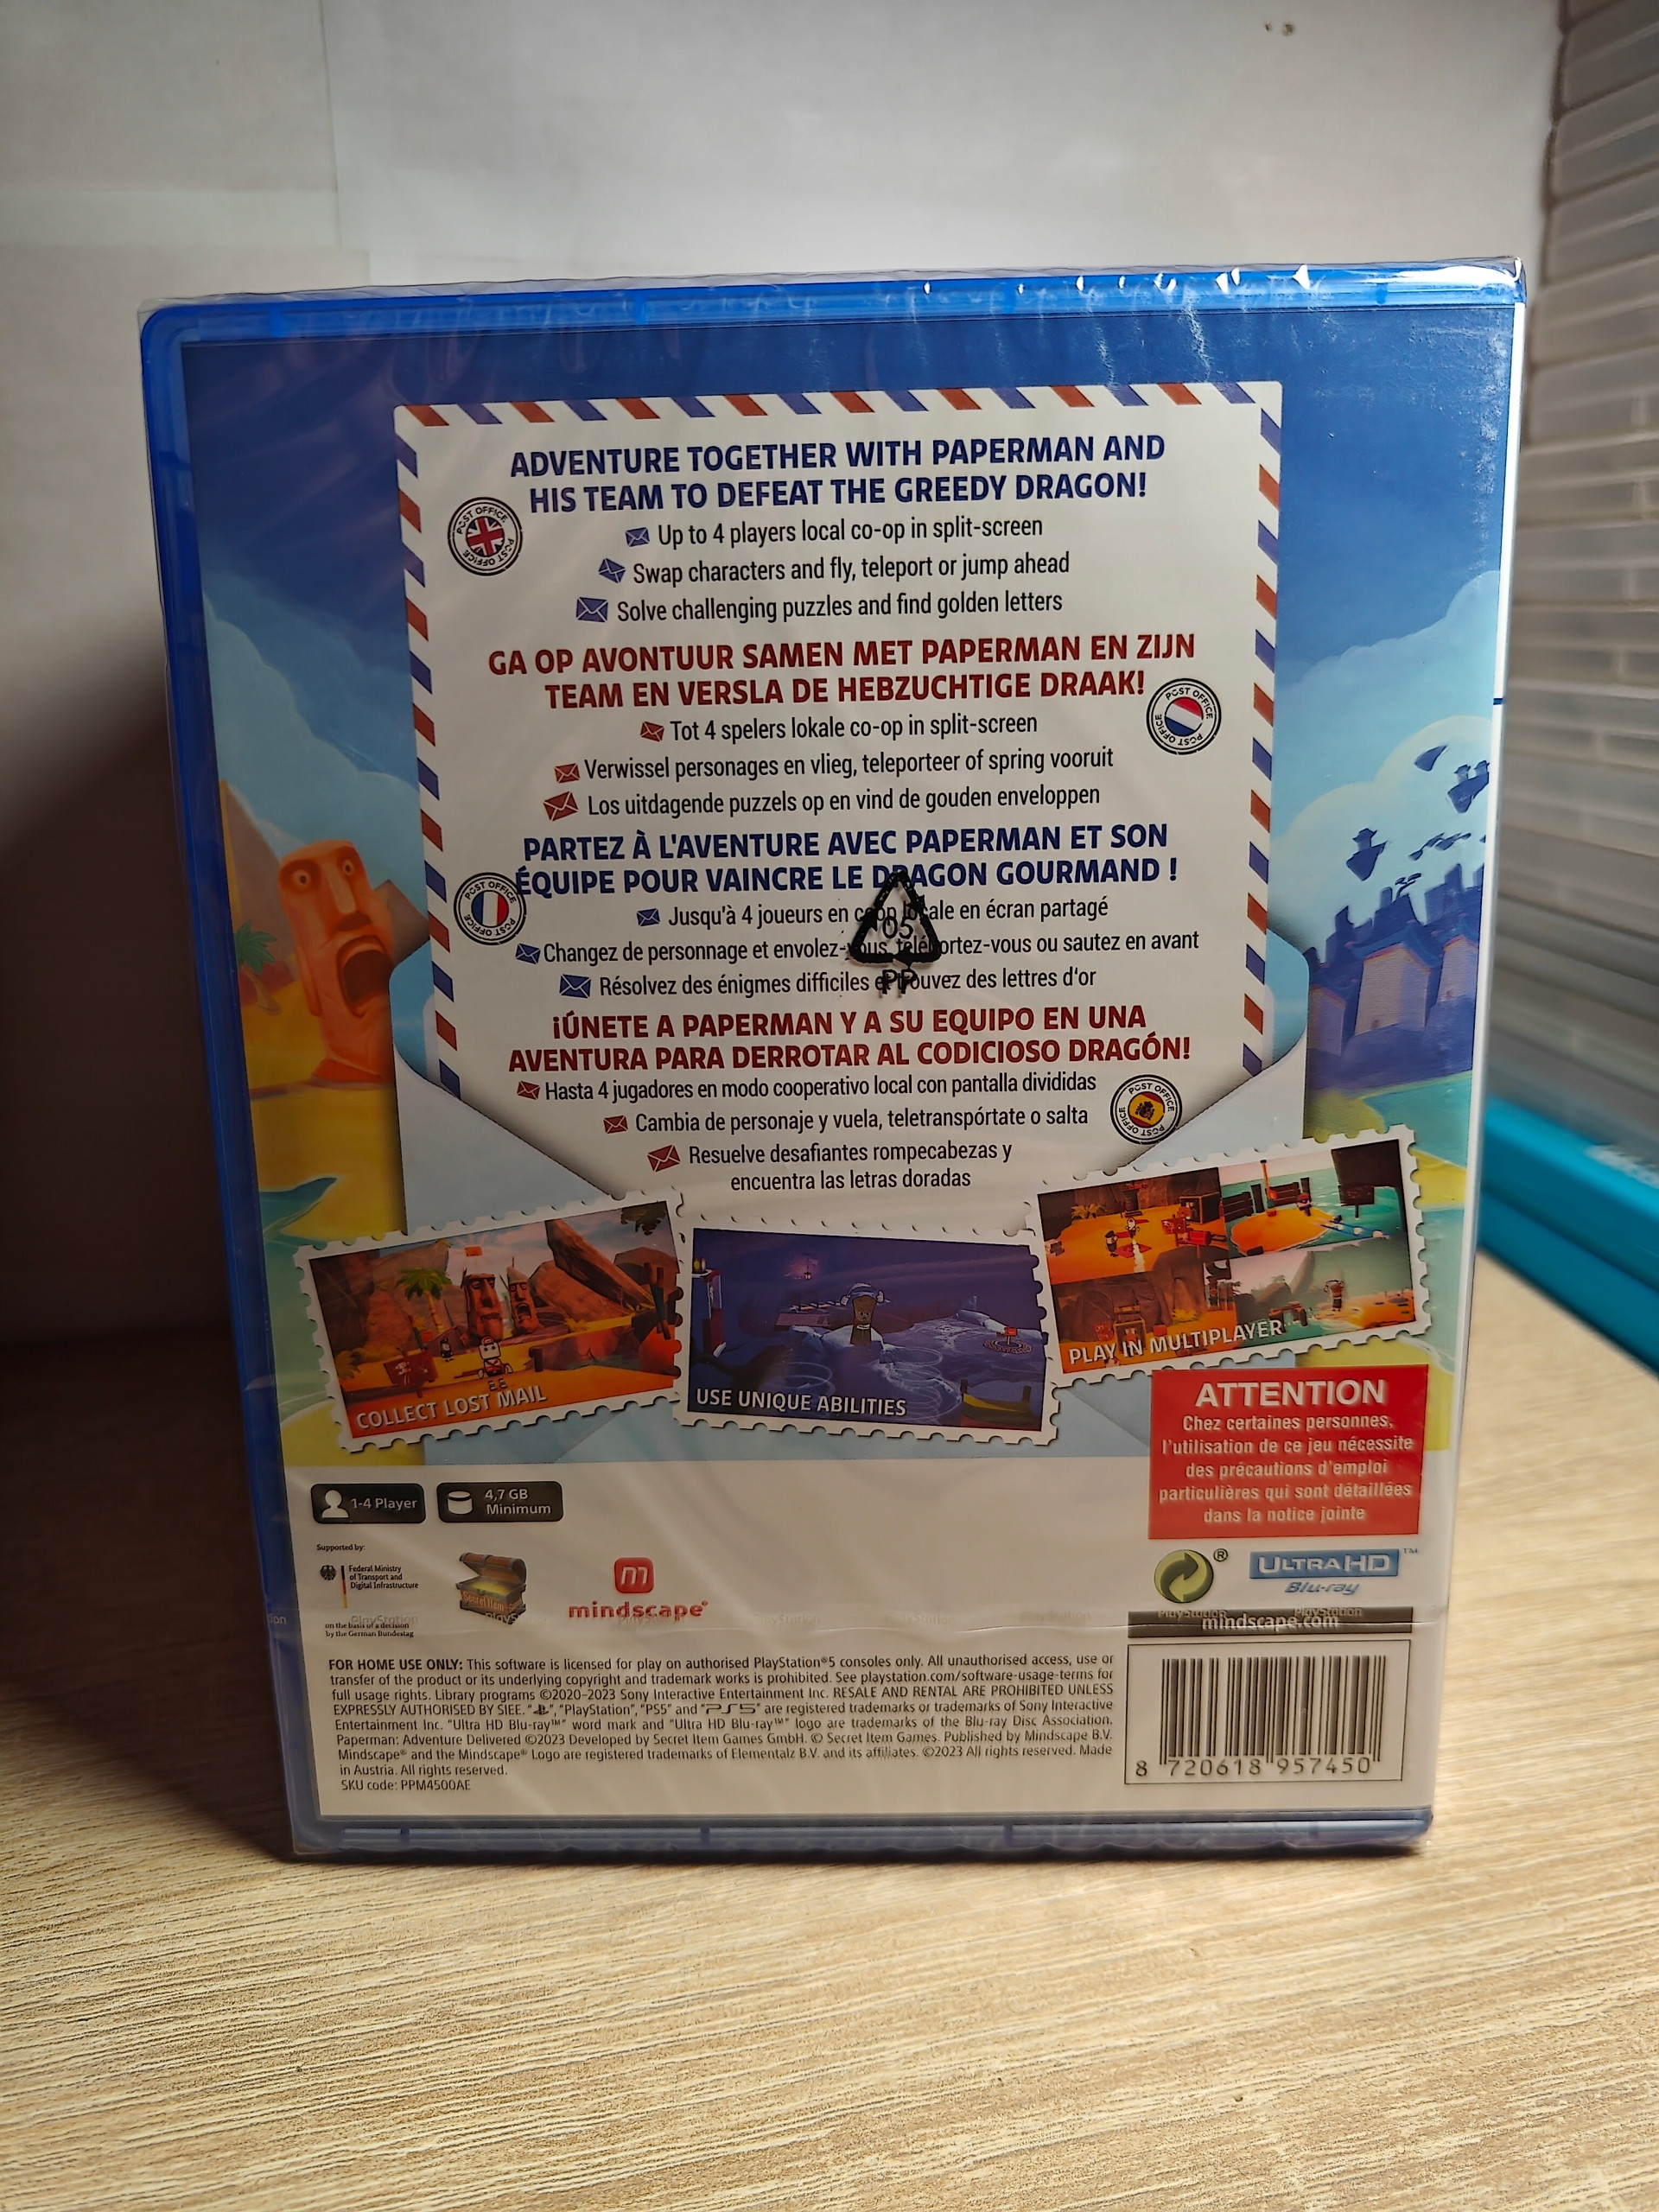 ADVENTURE TOGETHER WITH PAPERMAN AND
HIS TEAM TO DEFEAT THE GREEDY DRAGON!
POST OFFICE POST OFFICE
Up to 4 players local co-op in split-screen
Swap characters and fly, teleport or jump ahead
Solve challenging puzzles and find golden letters
GA OP AVONTUUR SAMEN MET PAPERMAN EN ZIJN
TEAM EN VERSLA DE HEBZUCHTIGE DRAAK!
POST OFFICE POST OFFICE
Tot 4 spelers lokale co-op in split-screen
Verwissel personages en vlieg, teleporteer of spring vooruit
Los uitdagende puzzels op en vind de gouden enveloppen
PARTEZ À L'AVENTURE AVEC PAPERMAN ET SON
ÉQUIPE POUR VAINCRE LE DRAGON GOURMAND !
POST OFFICE POST OFFICE
Jusqu'à 4 joueurs en coop locale en écran partagé
Changez de personnage et envolez-vous, téléportez-vous ou sautez en avant
Résolvez des énigmes difficiles et trouvez des lettres d'or
05
PP
¡ÚNETE A PAPERMAN Y A SU EQUIPO EN UNA
AVENTURA PARA DERROTAR AL CODICIOSO DRAGÓN!
Hasta 4 jugadores en modo cooperativo local con pantalla divididas
POST OFFICE POST OFFICE
Cambia de personaje y vuela, teletranspórtate o salta
Resuelve desafiantes rompecabezas y
encuentra las letras doradas
COLLECT LOST MAIL
USE UNIQUE ABILITIES
PLAY IN MULTIPLAYER
ATTENTION
Chez certaines personnes,
l'utilisation de ce jeu nécessite
des précautions d'emploi
particulières qui sont détaillées
dans la notice jointe
1-4 Player
4,7 GB
Minimum
Supported by:
Federal Ministry
of Transport and
Digital Infrastructure
on the basis of a decision
by the German Bundestag
Secret Item
mindscape®
® ULTRA HD™
Blu-ray
PlayStation PlayStation PlayStation
mindscape.com
FOR HOME USE ONLY: This software is licensed for play on authorised PlayStation®5 consoles only. All unauthorised access, use or
transfer of the product or its underlying copyright and trademark works is prohibited. See playstation.com/software-usage-terms for
full usage rights. Library programs ©2020-2023 Sony Interactive Entertainment Inc. RESALE AND RENTAL ARE PROHIBITED UNLESS
EXPRESSLY AUTHORISED BY SIEE. "", "PlayStation", "PS5" and "PS5" are registered trademarks or trademarks of Sony Interactive
Entertainment Inc. "Ultra HD Blu-ray™" word mark and "Ultra HD Blu-ray™" logo are trademarks of the Blu-ray Disc Association.
Paperman: Adventure Delivered ©2023 Developed by Secret Item Games GmbH. © Secret Item Games. Published by Mindscape B.V.
Mindscape® and the Mindscape® Logo are registered trademarks of Elementalz B.V. and its affiliates. ©2023 All rights reserved. Made
in Austria. All rights reserved.
SKU code: PPM4500AE
8 720618 957450